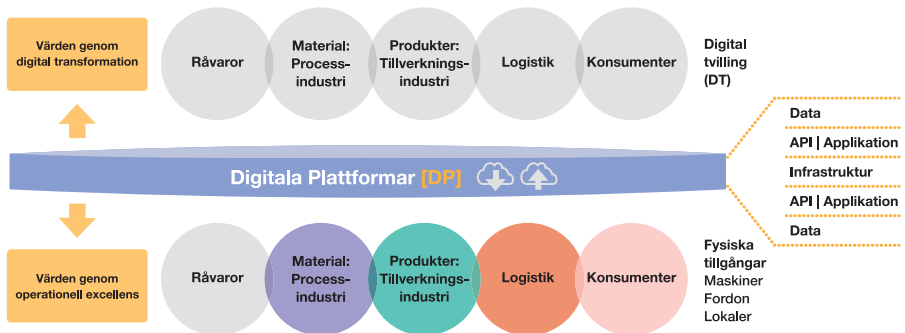 Värden genom
digital transformation
Råvaror
Material:
Process-
industri
Produkter:
Tillverknings-
industri
Logistik
Konsumenter
Digital
tvilling
(DT)
Digitala Plattformar [DP]
Data
API | Applikation
Infrastruktur
API | Applikation
Data
Värden genom
operationell excellens
Råvaror
Material:
Process-
industri
Produkter:
Tillverknings-
industri
Logistik
Konsumenter
Fysiska
tillgångar
Maskiner
Fordon
Lokaler